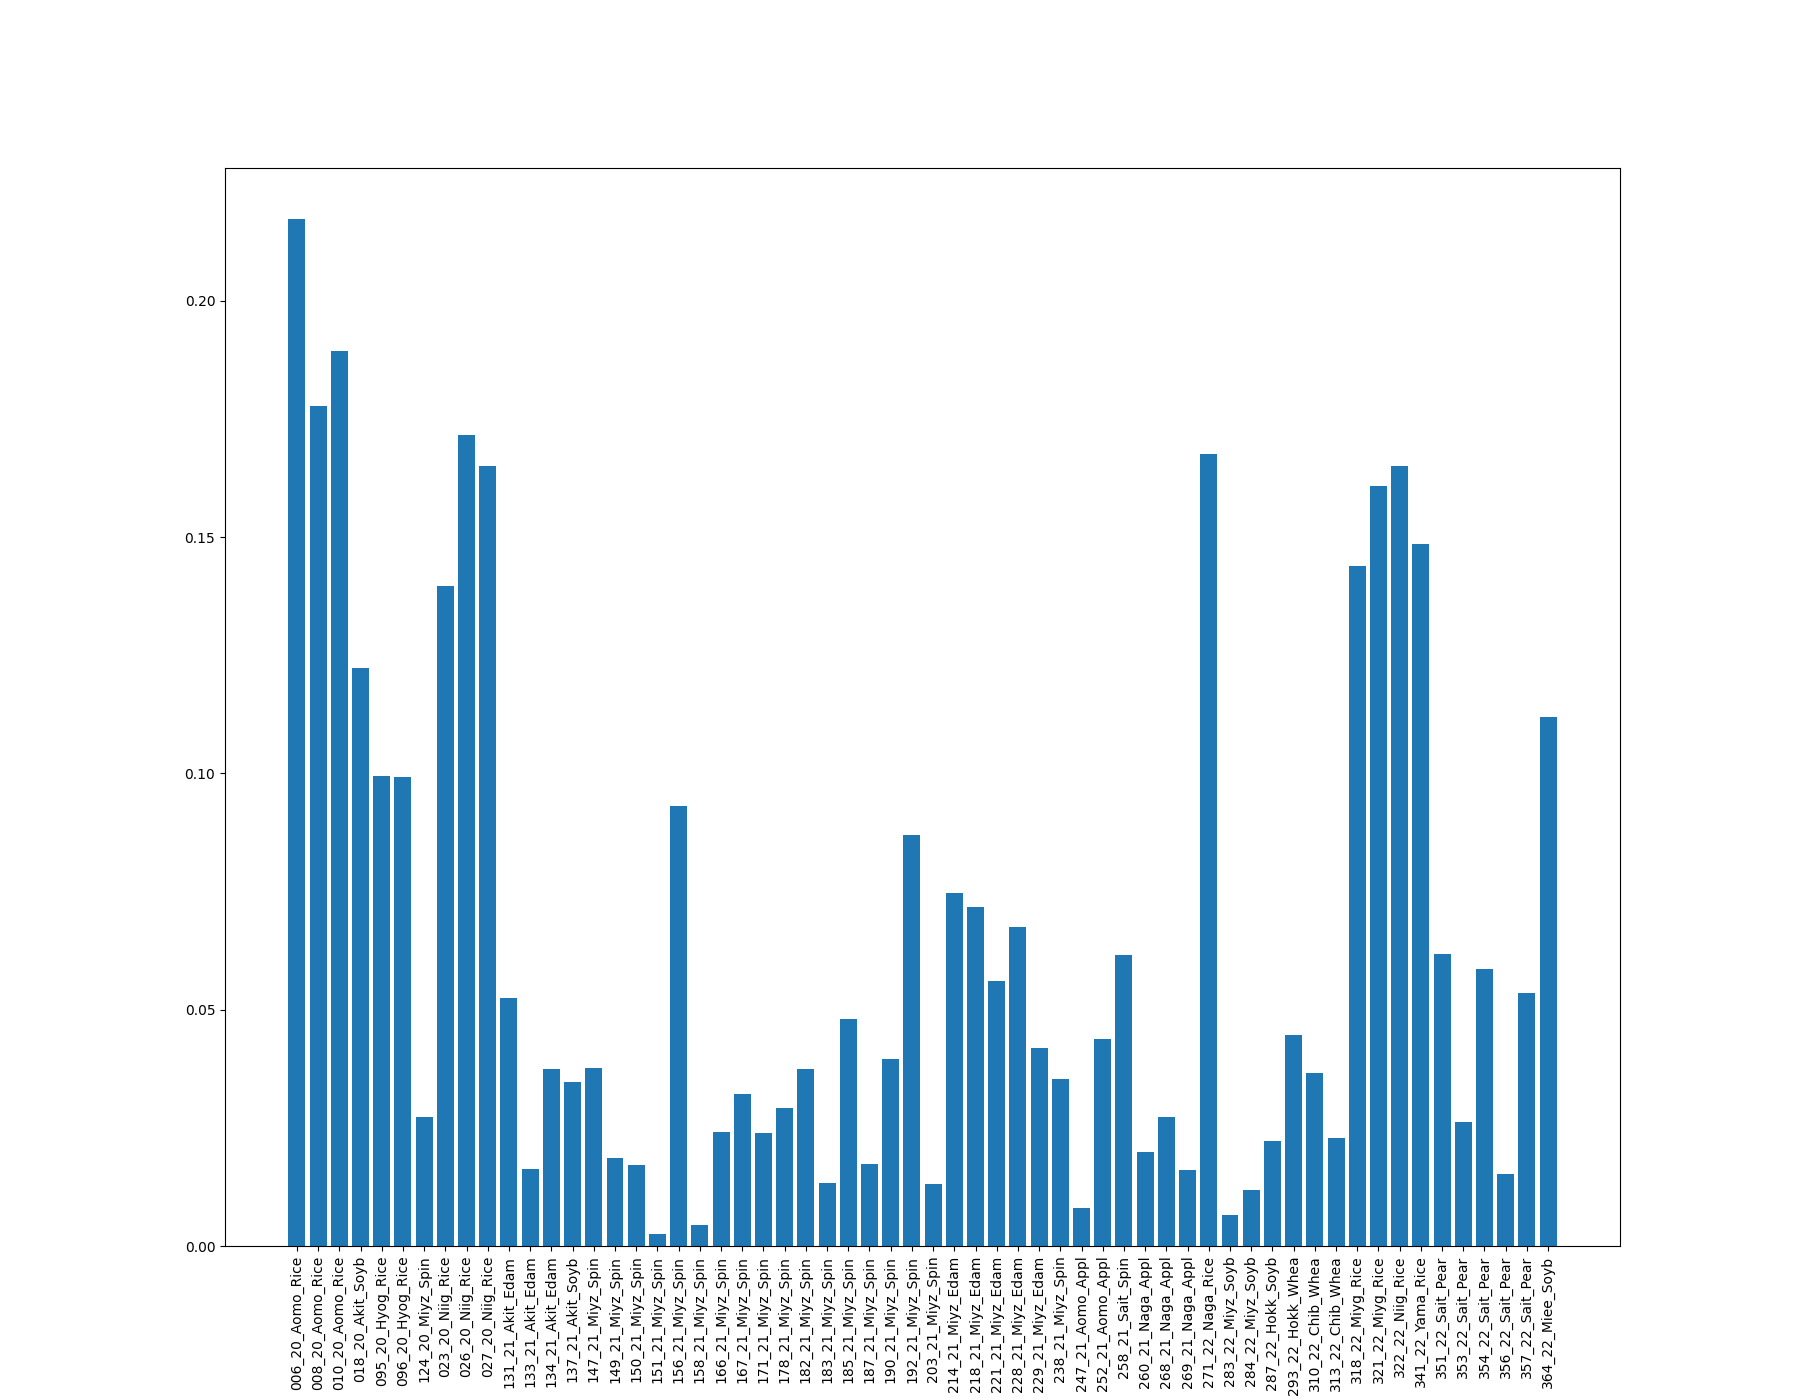 0.20
0.15
0.10
0.05
0.00
006_20_Aomo_Rice
008_20_Aomo_Rice
010_20_Aomo_Rice
018_20_Akit_Soyb
095_20_Hyog_Rice
096_20_Hyog_Rice
124_20_Miyz_Spin
023_20_Niig_Rice
026_20_Niig_Rice
027_20_Niig_Rice
131_21_Akit_Edam
133_21_Akit_Edam
134_21_Akit_Edam
137_21_Akit_Soyb
147_21_Miyz_Spin
149_21_Miyz_Spin
150_21_Miyz_Spin
151_21_Miyz_Spin
156_21_Miyz_Spin
158_21_Miyz_Spin
166_21_Miyz_Spin
167_21_Miyz_Spin
171_21_Miyz_Spin
178_21_Miyz_Spin
182_21_Miyz_Spin
183_21_Miyz_Spin
185_21_Miyz_Spin
187_21_Miyz_Spin
190_21_Miyz_Spin
192_21_Miyz_Spin
203_21_Miyz_Spin
214_21_Miyz_Edam
218_21_Miyz_Edam
221_21_Miyz_Edam
228_21_Miyz_Edam
229_21_Miyz_Edam
238_21_Miyz_Spin
247_21_Aomo_Appl
252_21_Aomo_Appl
258_21_Sait_Spin
260_21_Naga_Appl
268_21_Naga_Appl
269_21_Naga_Appl
271_22_Naga_Rice
283_22_Miyz_Soyb
284_22_Miyz_Soyb
287_22_Hokk_Soyb
293_22_Hokk_Whea
310_22_Chib_Whea
313_22_Chib_Whea
318_22_Miyg_Rice
321_22_Miyg_Rice
322_22_Niig_Rice
341_22_Yama_Rice
351_22_Sait_Pear
353_22_Sait_Pear
354_22_Sait_Pear
356_22_Sait_Pear
357_22_Sait_Pear
364_22_Miee_Soyb